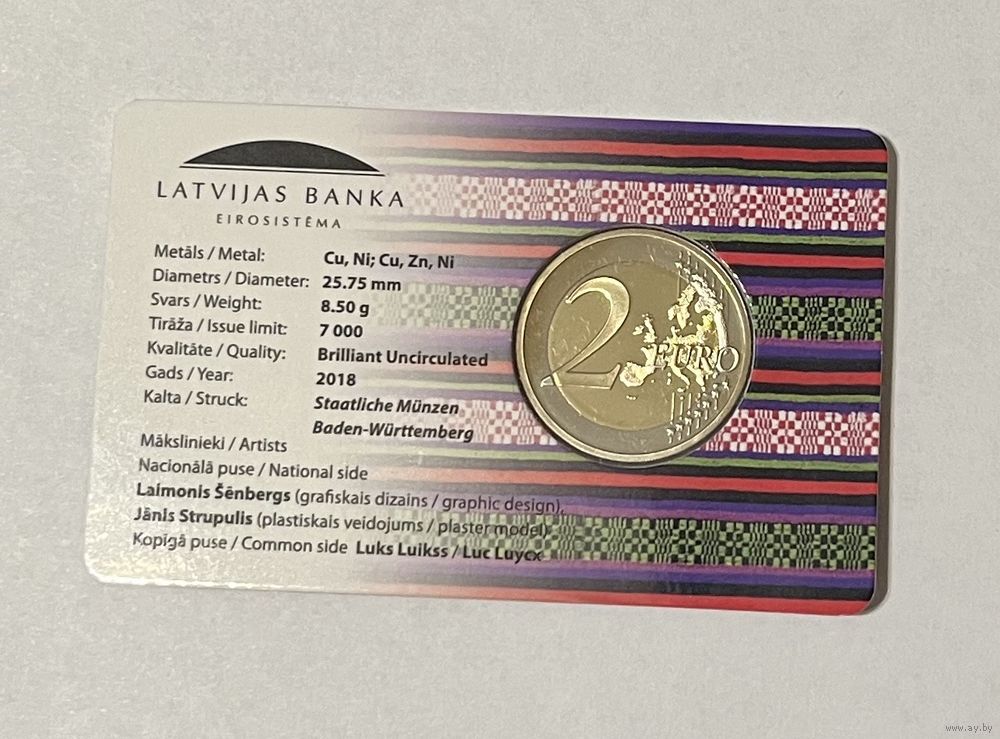 LATVIJAS BANKA
EIROSISTĒMA
Metāls / Metal: Cu, Ni; Cu, Zn, Ni
Diametrs / Diameter: 25.75 mm
Svars / Weight: 8.50 g
Tirāža / Issue limit: 7 000
Kvalitāte / Quality: Brilliant Uncirculated
Gads / Year: 2018
Kalta / Struck: Staatliche Münzen
Baden-Württemberg
Mākslinieki / Artists
Nacionālā puse / National side
Laimonis Šēnbergs (grafiskais dizains / graphic design),
Jānis Strupulis (plastiskais veidojums / plaster model)
Kopīgā puse / Common side Luks Luikss / Luc Luycx
2 EURO
www.ay.by